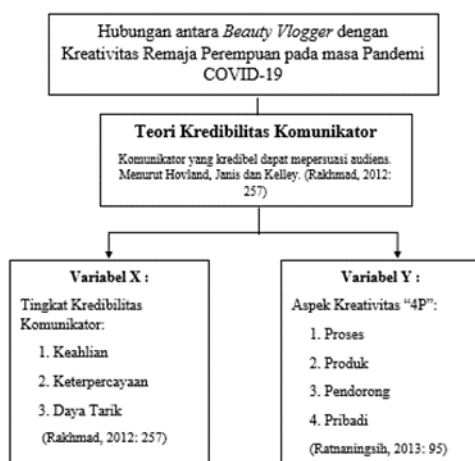 Hubungan antara Beauty Vlogger dengan
Kreativitas Remaja Perempuan pada masa Pandemi
COVID-19
Teori Kredibilitas Komunikator
Komunikator yang kredibel dapat mepersuasi audiens.
Menurut Hovland, Janis dan Kelley. (Rakhmad, 2012:
257)
Variabel X :
Tingkat Kredibilitas
Komunikator:
1. Keahlian
2. Keterpercayaan
3. Daya Tarik
(Rakhmad, 2012: 257)
Variabel Y :
Aspek Kreativitas “4P”:
1. Proses
2. Produk
3. Pendorong
4. Pribadi
(Ratnaningsih, 2013: 95)